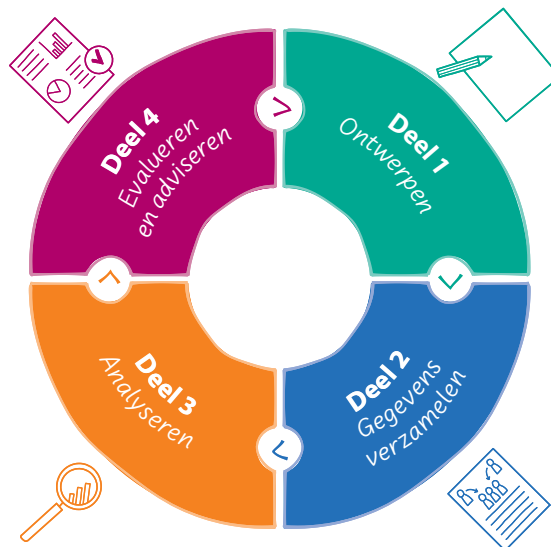 Deel 1
Ontwerpen
Deel 2
Gegevens
verzamelen
Deel 3
Analyseren
Deel 4
Evalueren
en adviseren